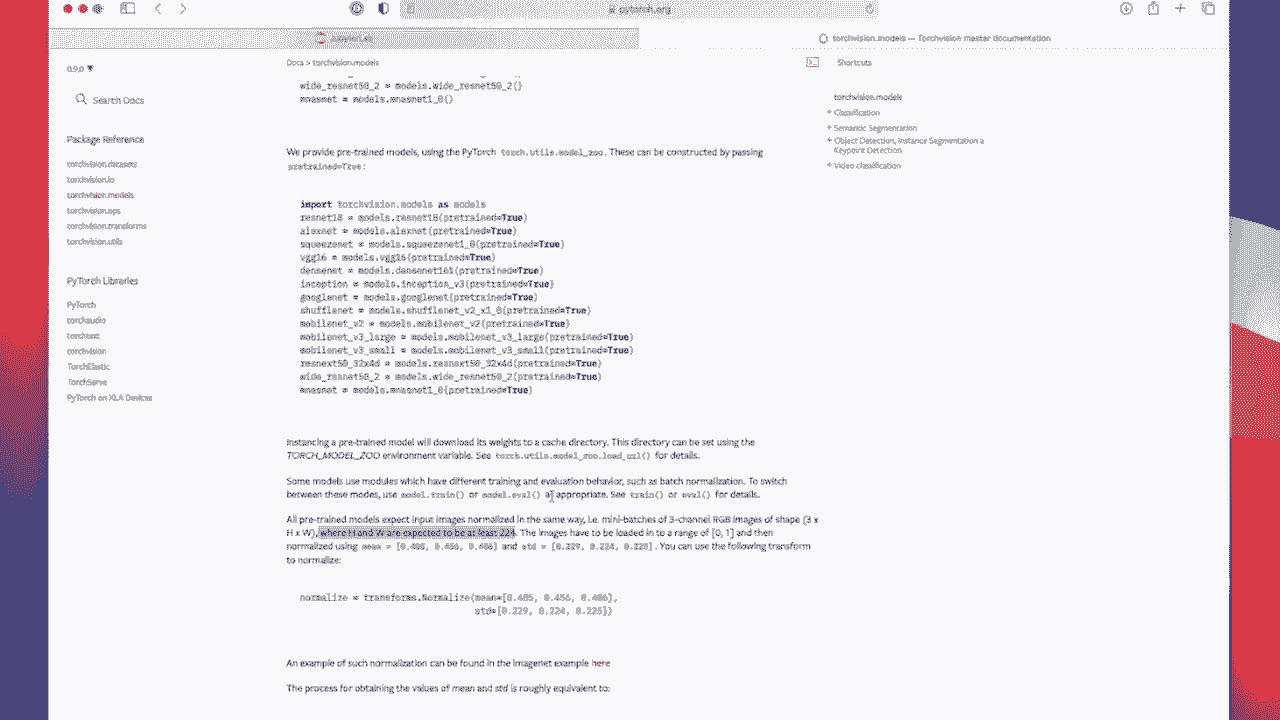 pytorch.org
JupyterLab
torchvision.models — Torchvision master documentation
0.9.0 ▼
Docs > torchvision.models
Shortcuts
Search Docs
Package Reference
torchvision.datasets
torchvision.io
torchvision.models
torchvision.ops
torchvision.transforms
torchvision.utils
PyTorch Libraries
PyTorch
torchaudio
torchtext
torchvision
TorchElastic
TorchServe
PyTorch on XLA Devices
wide_resnet50_2 = models.wide_resnet50_2()
mnasnet = models.mnasnet1_0()
We provide pre-trained models, using the PyTorch torch.utils.model_zoo. These can be constructed by passing
pretrained=True:
import torchvision.models as models
resnet18 = models.resnet18(pretrained=True)
alexnet = models.alexnet(pretrained=True)
squeezenet = models.squeezenet1_0(pretrained=True)
vgg16 = models.vgg16(pretrained=True)
densenet = models.densenet161(pretrained=True)
inception = models.inception_v3(pretrained=True)
googlenet = models.googlenet(pretrained=True)
shufflenet = models.shufflenet_v2_x1_0(pretrained=True)
mobilenet_v2 = models.mobilenet_v2(pretrained=True)
mobilenet_v3_large = models.mobilenet_v3_large(pretrained=True)
mobilenet_v3_small = models.mobilenet_v3_small(pretrained=True)
resnext50_32x4d = models.resnext50_32x4d(pretrained=True)
wide_resnet50_2 = models.wide_resnet50_2(pretrained=True)
mnasnet = models.mnasnet1_0(pretrained=True)
Instancing a pre-trained model will download its weights to a cache directory. This directory can be set using the
TORCH_MODEL_ZOO environment variable. See torch.utils.model_zoo.load_url() for details.
Some models use modules which have different training and evaluation behavior, such as batch normalization. To switch
between these modes, use model.train() or model.eval() as appropriate. See train() or eval() for details.
All pre-trained models expect input images normalized in the same way, i.e. mini-batches of 3-channel RGB images of shape (3 x
H x W), where H and W are expected to be at least 224. The images have to be loaded in to a range of [0, 1] and then
normalized using mean = [0.485, 0.456, 0.406] and std = [0.229, 0.224, 0.225]. You can use the following transform
to normalize:
normalize = transforms.Normalize(mean=[0.485, 0.456, 0.406],
std=[0.229, 0.224, 0.225])
An example of such normalization can be found in the imagenet example here
The process for obtaining the values of mean and std is roughly equivalent to:
torchvision.models
+ Classification
+ Semantic Segmentation
+ Object Detection, Instance Segmentation a
Keypoint Detection
+ Video classification